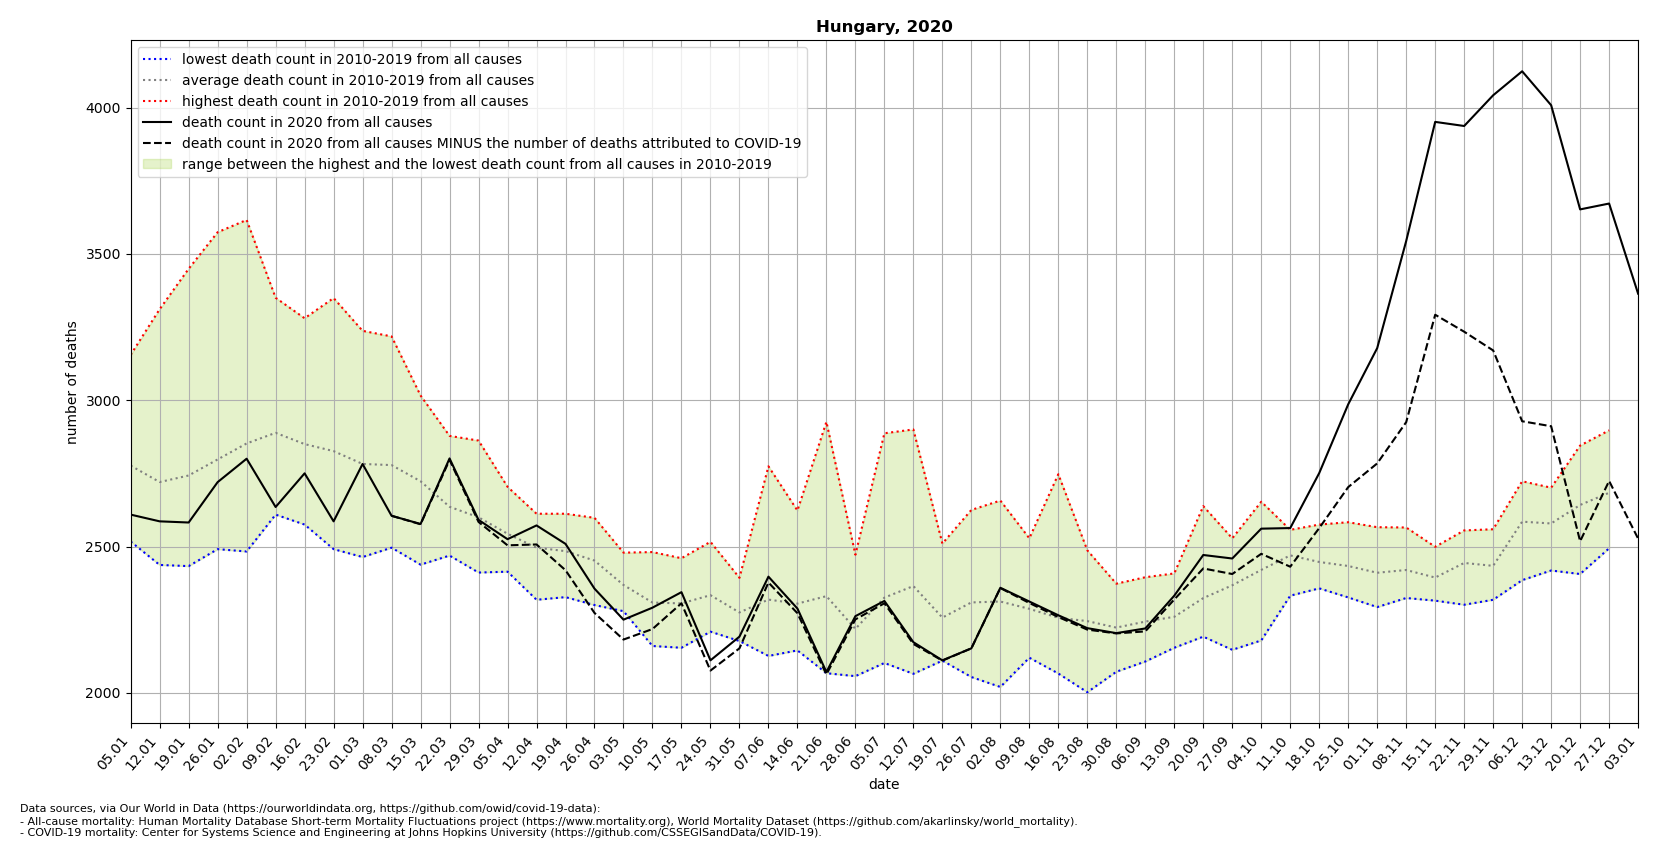 Hungary, 2020
lowest death count in 2010-2019 from all causes
average death count in 2010-2019 from all causes
highest death count in 2010-2019 from all causes
death count in 2020 from all causes
death count in 2020 from all causes MINUS the number of deaths attributed to COVID-19
range between the highest and the lowest death count from all causes in 2010-2019
number of deaths
4000
3500
3000
2500
2000
05.01 12.01 19.01 26.01 02.02 09.02 16.02 23.02 01.03 08.03 15.03 22.03 29.03 05.04 12.04 19.04 26.04 03.05 10.05 17.05 24.05 31.05 07.06 14.06 21.06 28.06 05.07 12.07 19.07 26.07 02.08 09.08 16.08 23.08 30.08 06.09 13.09 20.09 27.09 04.10 11.10 18.10 25.10 01.11 08.11 15.11 22.11 29.11 06.12 13.12 20.12 27.12 03.01
date
Data sources, via Our World in Data (https://ourworldindata.org, https://github.com/owid/covid-19-data):
- All-cause mortality: Human Mortality Database Short-term Mortality Fluctuations project (https://www.mortality.org), World Mortality Dataset (https://github.com/akarlinsky/world_mortality).
- COVID-19 mortality: Center for Systems Science and Engineering at Johns Hopkins University (https://github.com/CSSEGISandData/COVID-19).